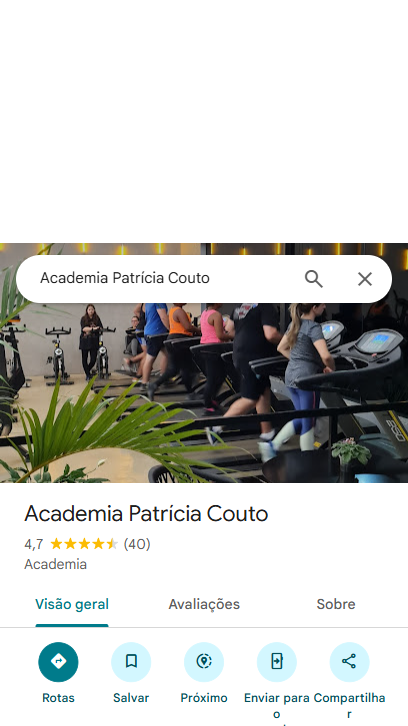 Academia Patrícia Couto
Academia Patrícia Couto
4,7 (40)
Academia
Visão geral Avaliações Sobre
Rotas Salvar Próximo Enviar para o Compartilhar